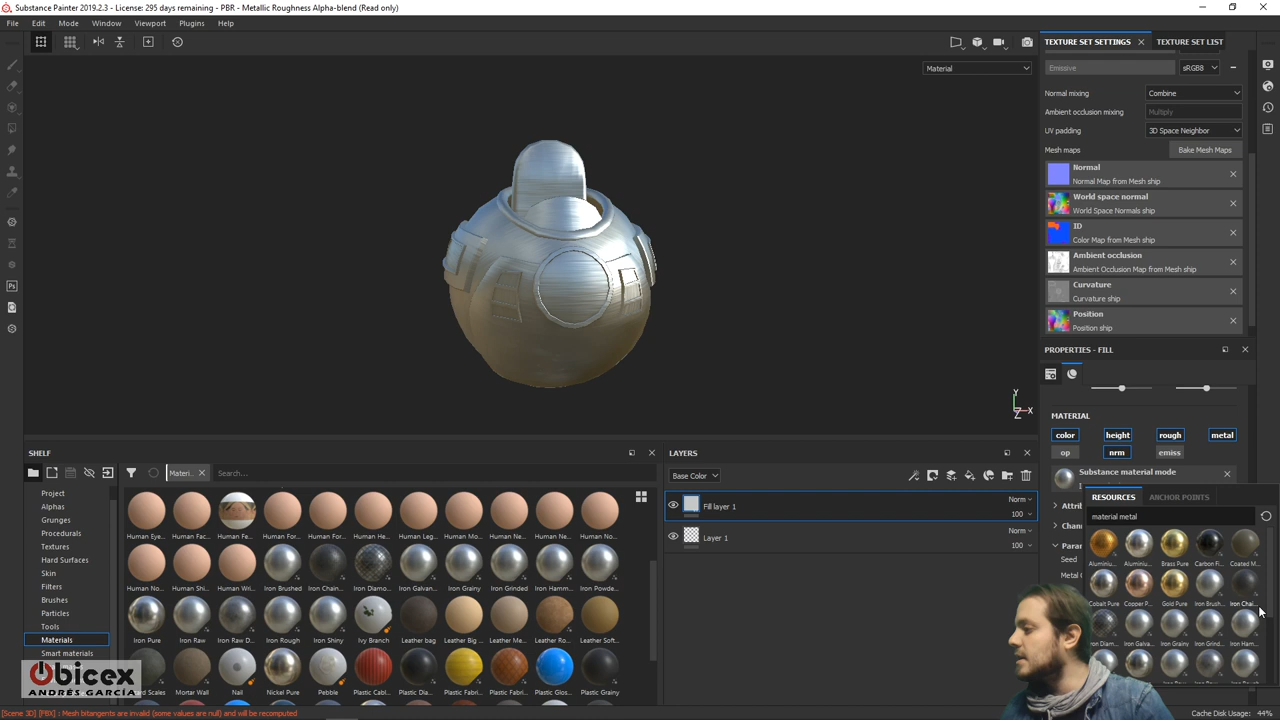 Substance Painter 2019.2.3 - License: 295 days remaining - PBR - Metallic Roughness Alpha-blend (Read only)
File Edit Mode Window Viewport Plugins Help
Material
TEXTURE SET SETTINGS TEXTURE SET LIST
Emissive sRGB8
Normal mixing Combine
Ambient occlusion mixing Multiply
UV padding 3D Space Neighbor
Mesh maps Bake Mesh Maps
Normal
Normal Map from Mesh ship
World space normal
World Space Normals ship
ID
Color Map from Mesh ship
Ambient occlusion
Ambient Occlusion Map from Mesh ship
Curvature
Curvature ship
Position
Position ship
PROPERTIES - FILL
MATERIAL
color height rough metal
op nrm emiss
Substance material mode
RESOURCES ANCHOR POINTS
material metal
Aluminiu... Aluminiu... Brass Pure Carbon Fi... Coated M...
Cobalt Pure Copper P... Gold Pure Iron Brush... Iron Chai...
Iron Diam... Iron Galva... Iron Grainy Iron Grind... Iron Ham...
Seed
Y
X
Z
SHELF
Materi... Search...
Project
Alphas
Grunges
Procedurals
Textures
Hard Surfaces
Skin
Filters
Brushes
Particles
Tools
Materials
Smart materials
Human Eye... Human Fac... Human Fe... Human For... Human He... Human Hea... Human Leg... Human Mo... Human Ne... Human Ne... Human No...
Human No... Human Shi... Human Wri... Iron Brushed Iron Chain... Iron Diamo... Iron Galvan... Iron Grainy Iron Grinded Iron Hamm... Iron Powde...
Iron Pure Iron Raw Iron Raw D... Iron Rough Iron Shiny Ivy Branch Leather bag Leather Big ... Leather Me... Leather Rou... Leather Soft...
Mortar Wall Nail Nickel Pure Pebble Plastic Cabl... Plastic Dia... Plastic Fabri... Plastic Fabri... Plastic Glos... Plastic Grainy
LAYERS
Base Color
Fill layer 1 Norm
100
Layer 1 Norm
100
Ubicex
ANDRÉS GARCÍA
[Scene 3D] [FBX] : Mesh bitangents are invalid (some values are null) and will be recomputed
Cache Disk Usage: 44%